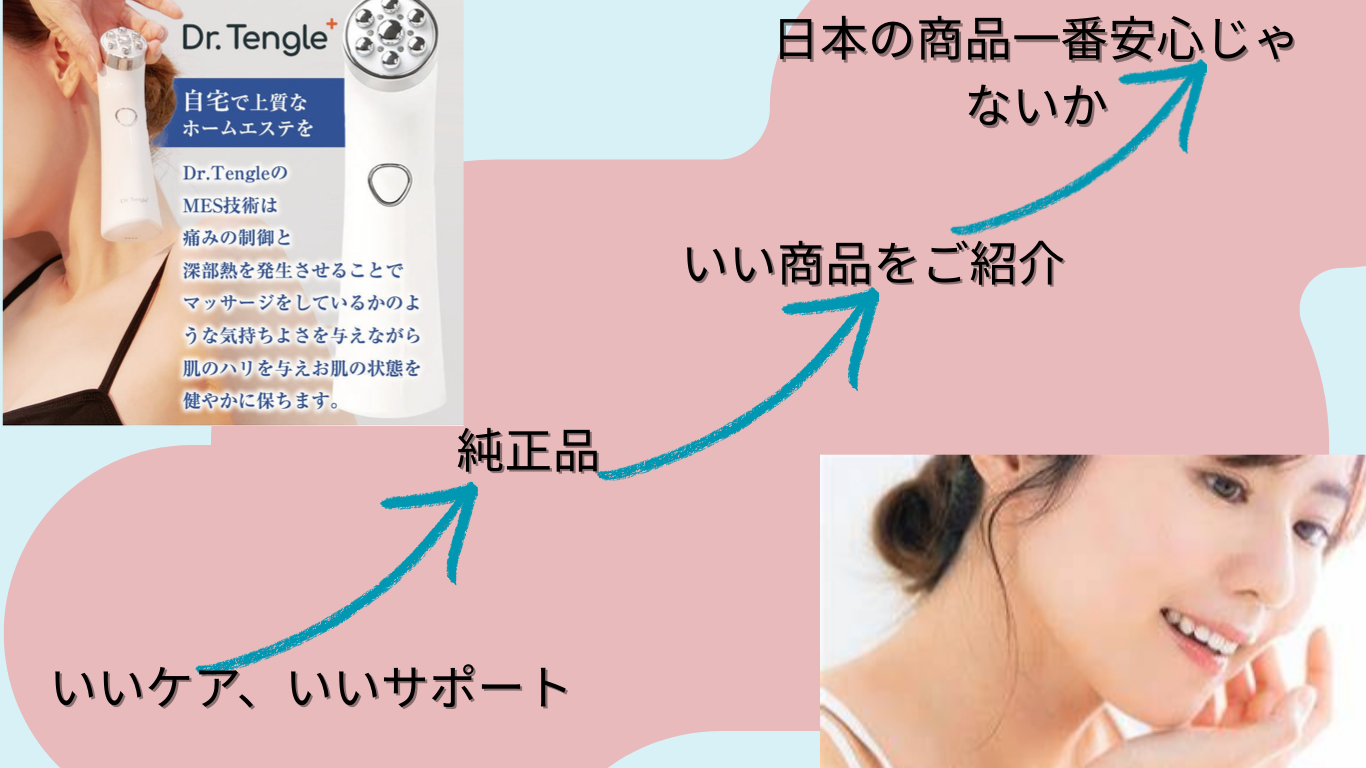 Dr. Tengle+
自宅で上質な
ホームエステを
Dr.Tengleの
MES技術は
痛みの制御と
深部熱を発生させることで
マッサージをしているかのよ
うな気持ちよさを与えながら
肌のハリを与えお肌の状態を
健やかに保ちます。
日本の商品一番安心じゃ
ないか
いい商品をご紹介
純正品
いいケア、いいサポート